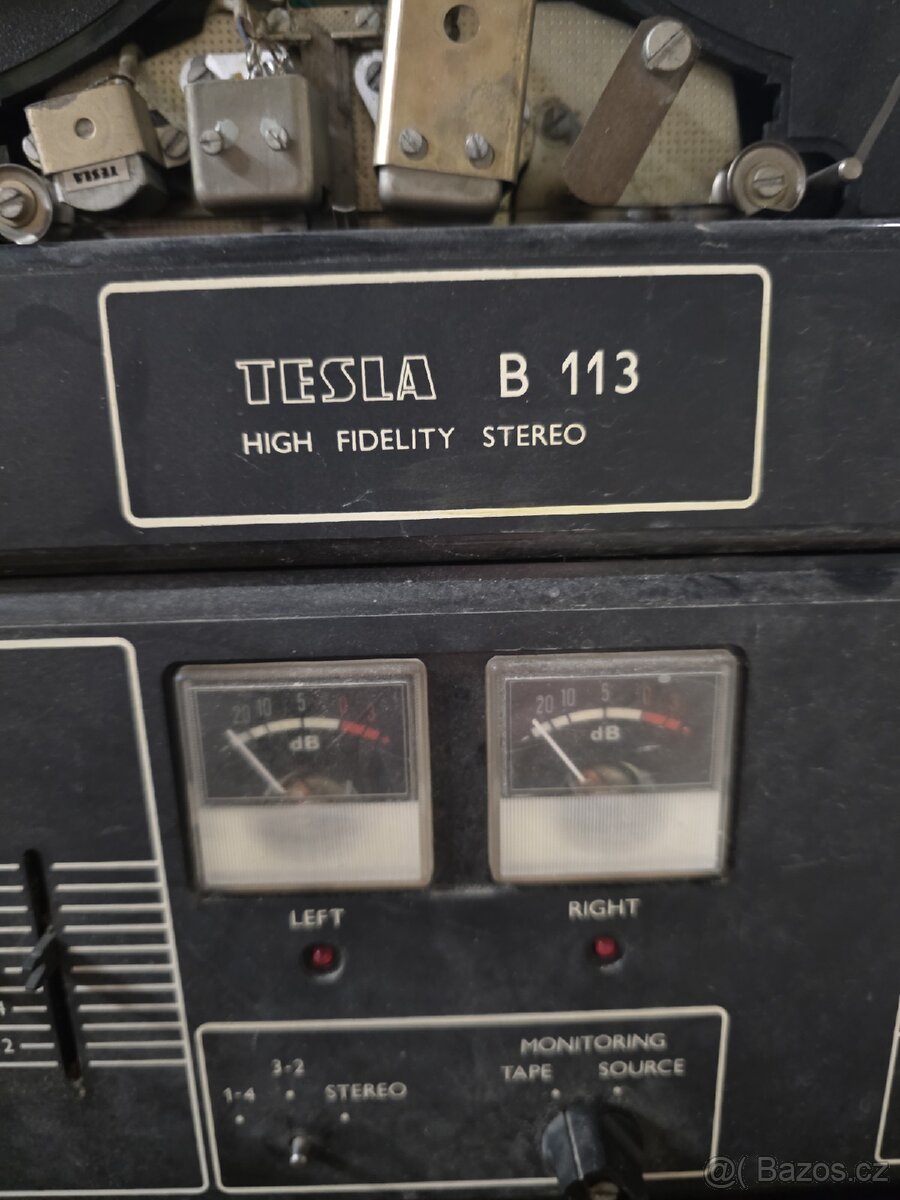 TESLA
TESLA B 113
HIGH FIDELITY STEREO
20 10 5 0 3
dB
20 10 5 0 3
dB
LEFT
RIGHT
2
MONITORING
TAPE SOURCE
3-2
1-4 STEREO
@( Bazos.cz